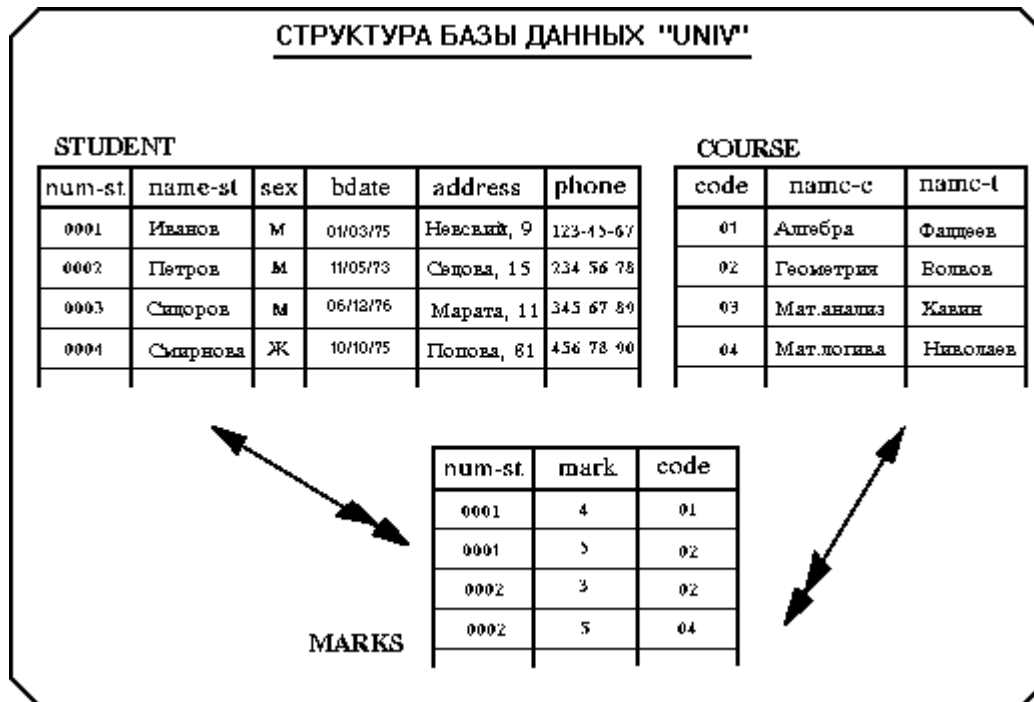 СТРУКТУРА БАЗЫ ДАННЫХ "UNIV"
STUDENT
num-st. name-st sex bdate address phone
0001 Иванов М 01/03/75 Невский, 9 123-45-67
0002 Петров М 11/05/73 Седова, 15 234 56 78
0003 Сидоров М 06/12/76 Марата, 11 345 67 89
0004 Смирнова Ж 10/10/75 Попова, 61 456 78 90
COURSE
code name-c name-t
01 Алгебра Фаддеев
02 Геометрия Волков
03 Мат.анализ Хавин
04 Мат.логика Николаев
num-st. mark code
0001 4 01
0001 5 02
0002 3 02
0002 5 04
MARKS